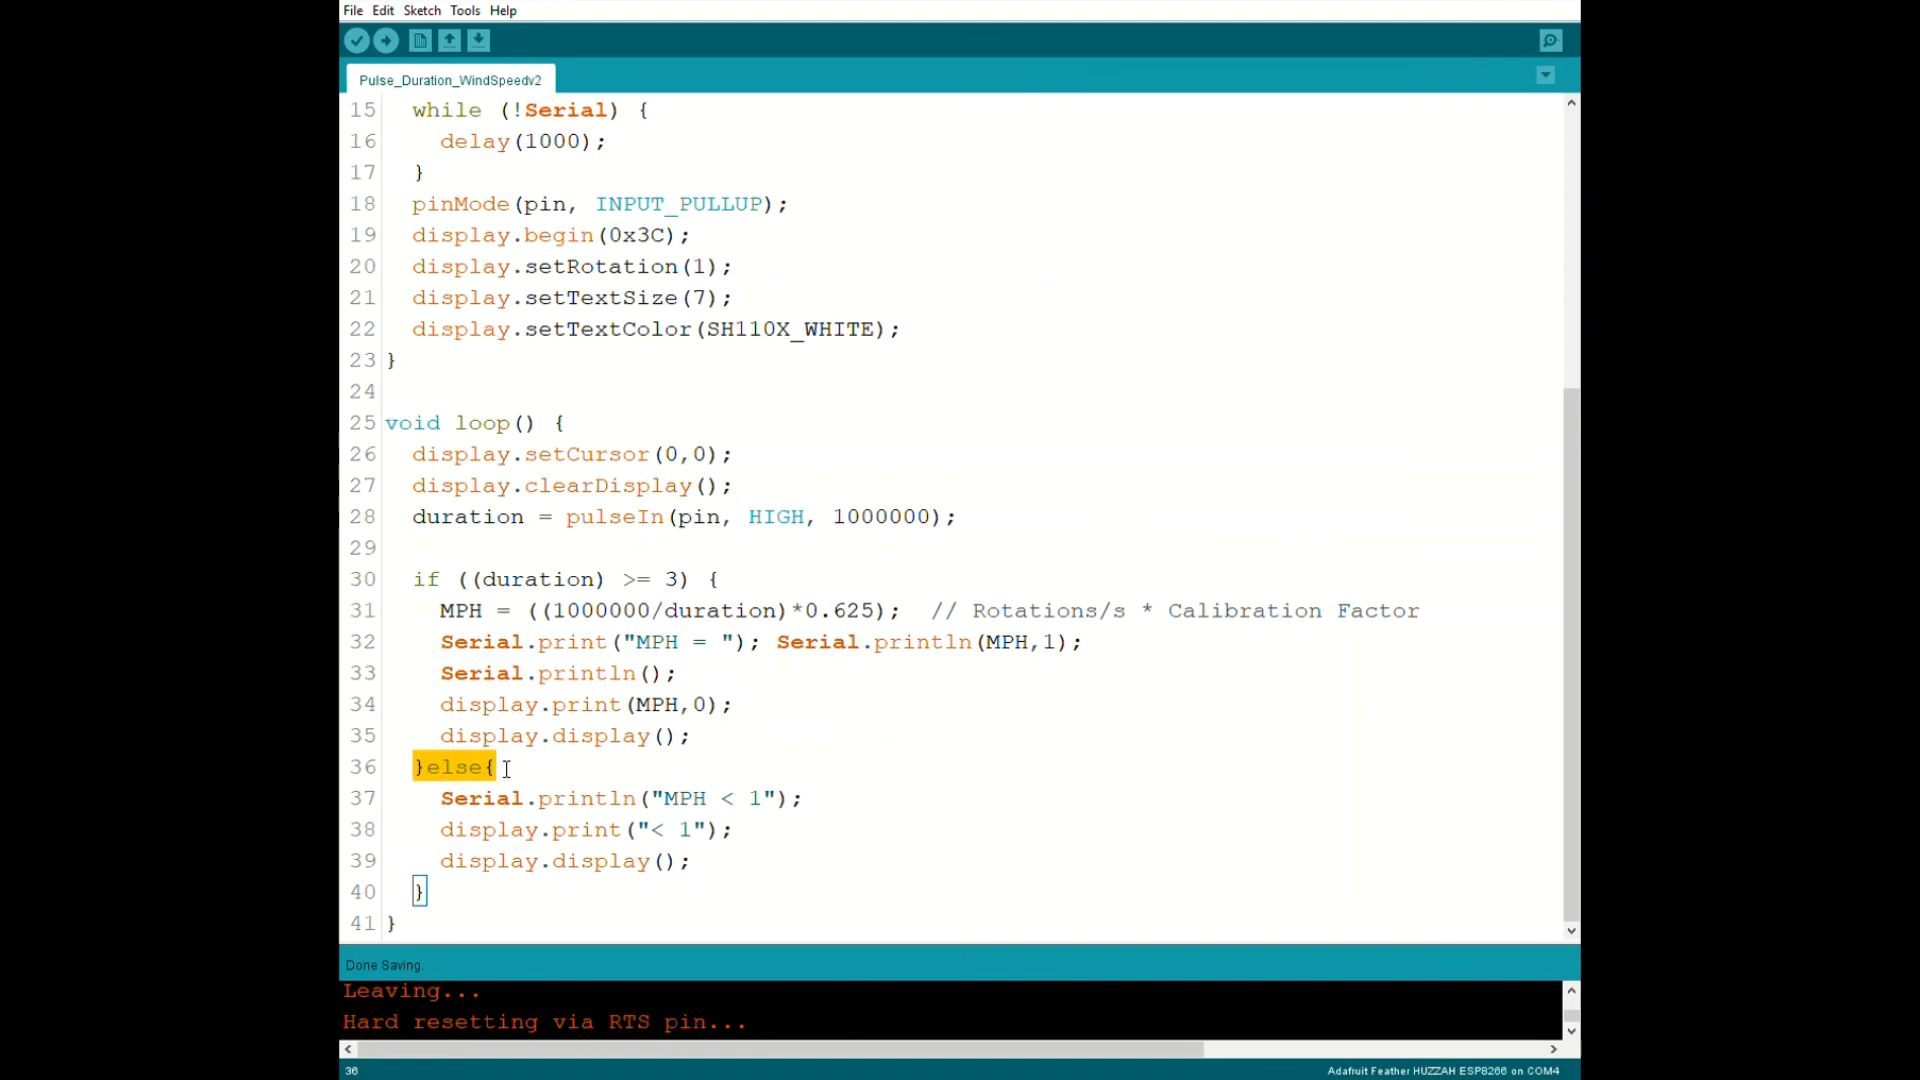 File Edit Sketch Tools Help
Pulse_Duration_WindSpeedv2
15 while (!Serial) {
16 delay(1000);
17 }
18 pinMode(pin, INPUT_PULLUP);
19 display.begin(0x3C);
20 display.setRotation(1);
21 display.setTextSize(7);
22 display.setTextColor(SH110X_WHITE);
23 }
24
25 void loop() {
26 display.setCursor(0,0);
27 display.clearDisplay();
28 duration = pulseIn(pin, HIGH, 1000000);
29
30 if ((duration) >= 3) {
31 MPH = ((1000000/duration)*0.625); // Rotations/s * Calibration Factor
32 Serial.print("MPH = "); Serial.println(MPH,1);
33 Serial.println();
34 display.print(MPH,0);
35 display.display();
36 }else{
37 Serial.println("MPH < 1");
38 display.print("< 1");
39 display.display();
40 }
41 }
Done Saving.
Leaving...
Hard resetting via RTS pin...
36 Adafruit Feather HUZZAH ESP8266 on COM4